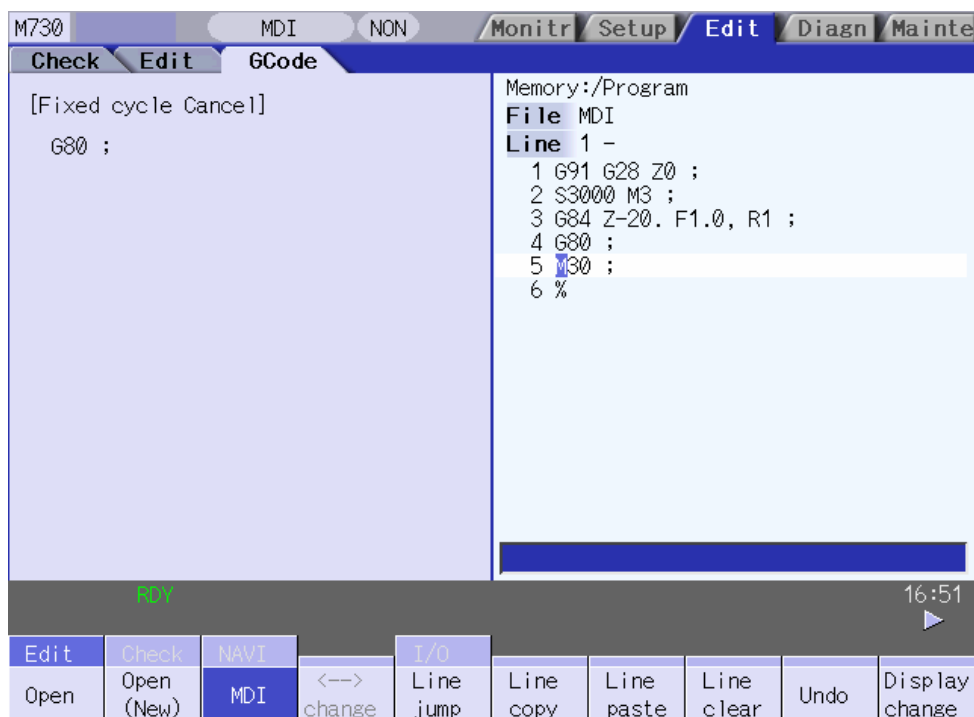 M730 MDI NON Monitr Setup Edit Diagn Mainte
Check Edit GCode
[Fixed cycle Cancel]
G80 ;
Memory:/Program
File MDI
Line 1 -
1 G91 G28 Z0 ;
2 S3000 M3 ;
3 G84 Z-20. F1.0, R1 ;
4 G80 ;
5 M30 ;
6 %
RDY 16:51
Edit Check NAVI I/O
Open
Open (New)
MDI
<--> change
Line jump
Line copy
Line paste
Line clear
Undo
Display change